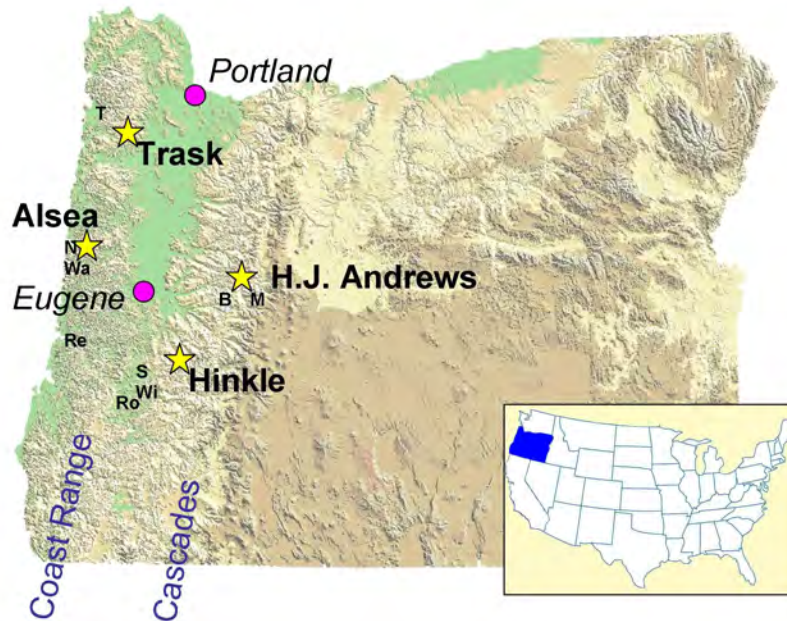 Portland
T
Trask
Alsea
N
Wa
H.J. Andrews
B M
Eugene
Re
Hinkle
S
Wi
Ro
Coast Range
Cascades